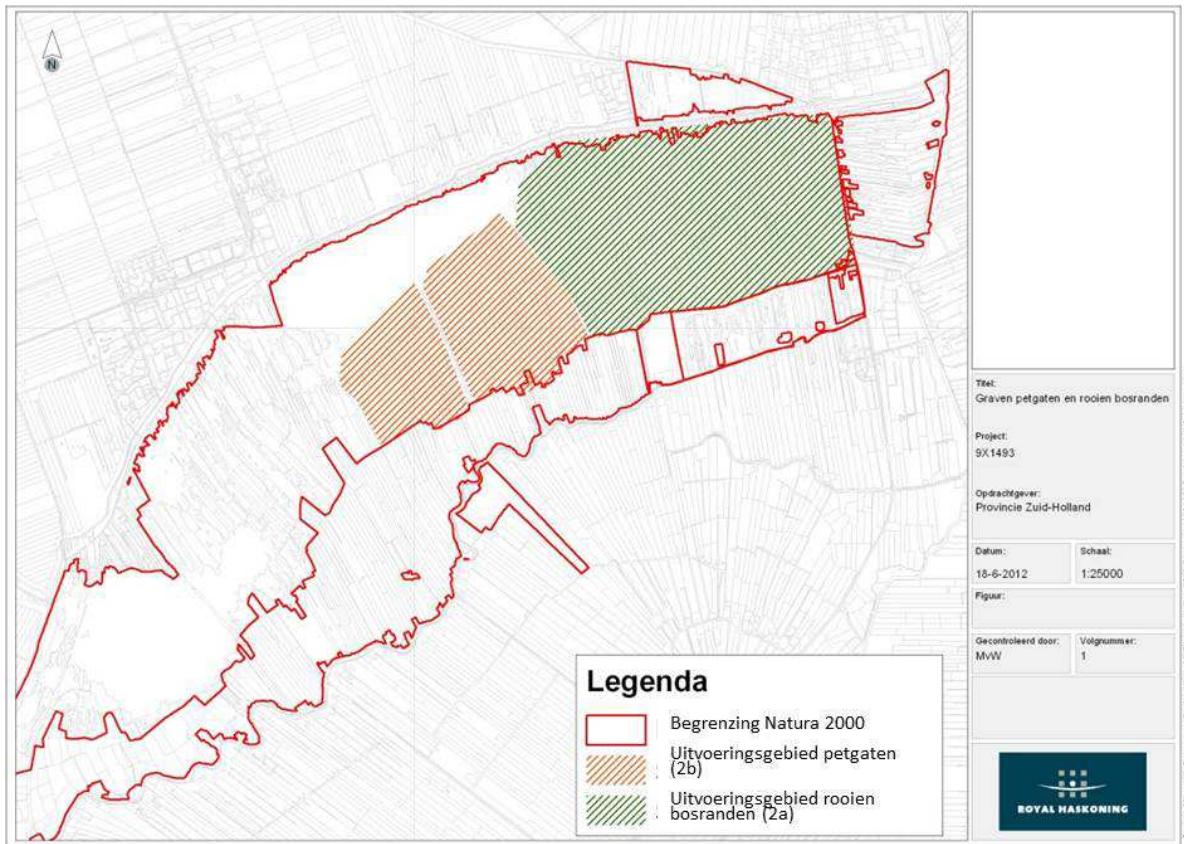 N
Titel:
Graven petgaten en rooien bosranden
Project:
9X1493
Opdrachtgever:
Provincie Zuid-Holland
Datum:
18-6-2012
Schaal:
1:25000
Figuur:
Gecontroleerd door:
MvW
Volgnummer:
1
ROYAL HASKONING
Legenda
Begrenzing Natura 2000
Uitvoeringsgebied petgaten
(2b)
Uitvoeringsgebied rooien
bosranden (2a)